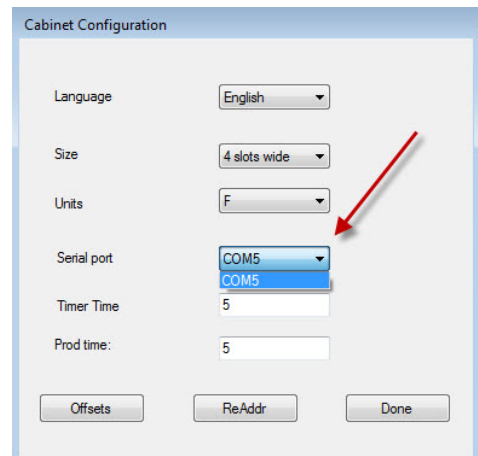 Cabinet Configuration
Language English
Size 4 slots wide
Units F
Serial port COM5
COM5
Timer Time 5
Prod time: 5
Offsets ReAddr Done